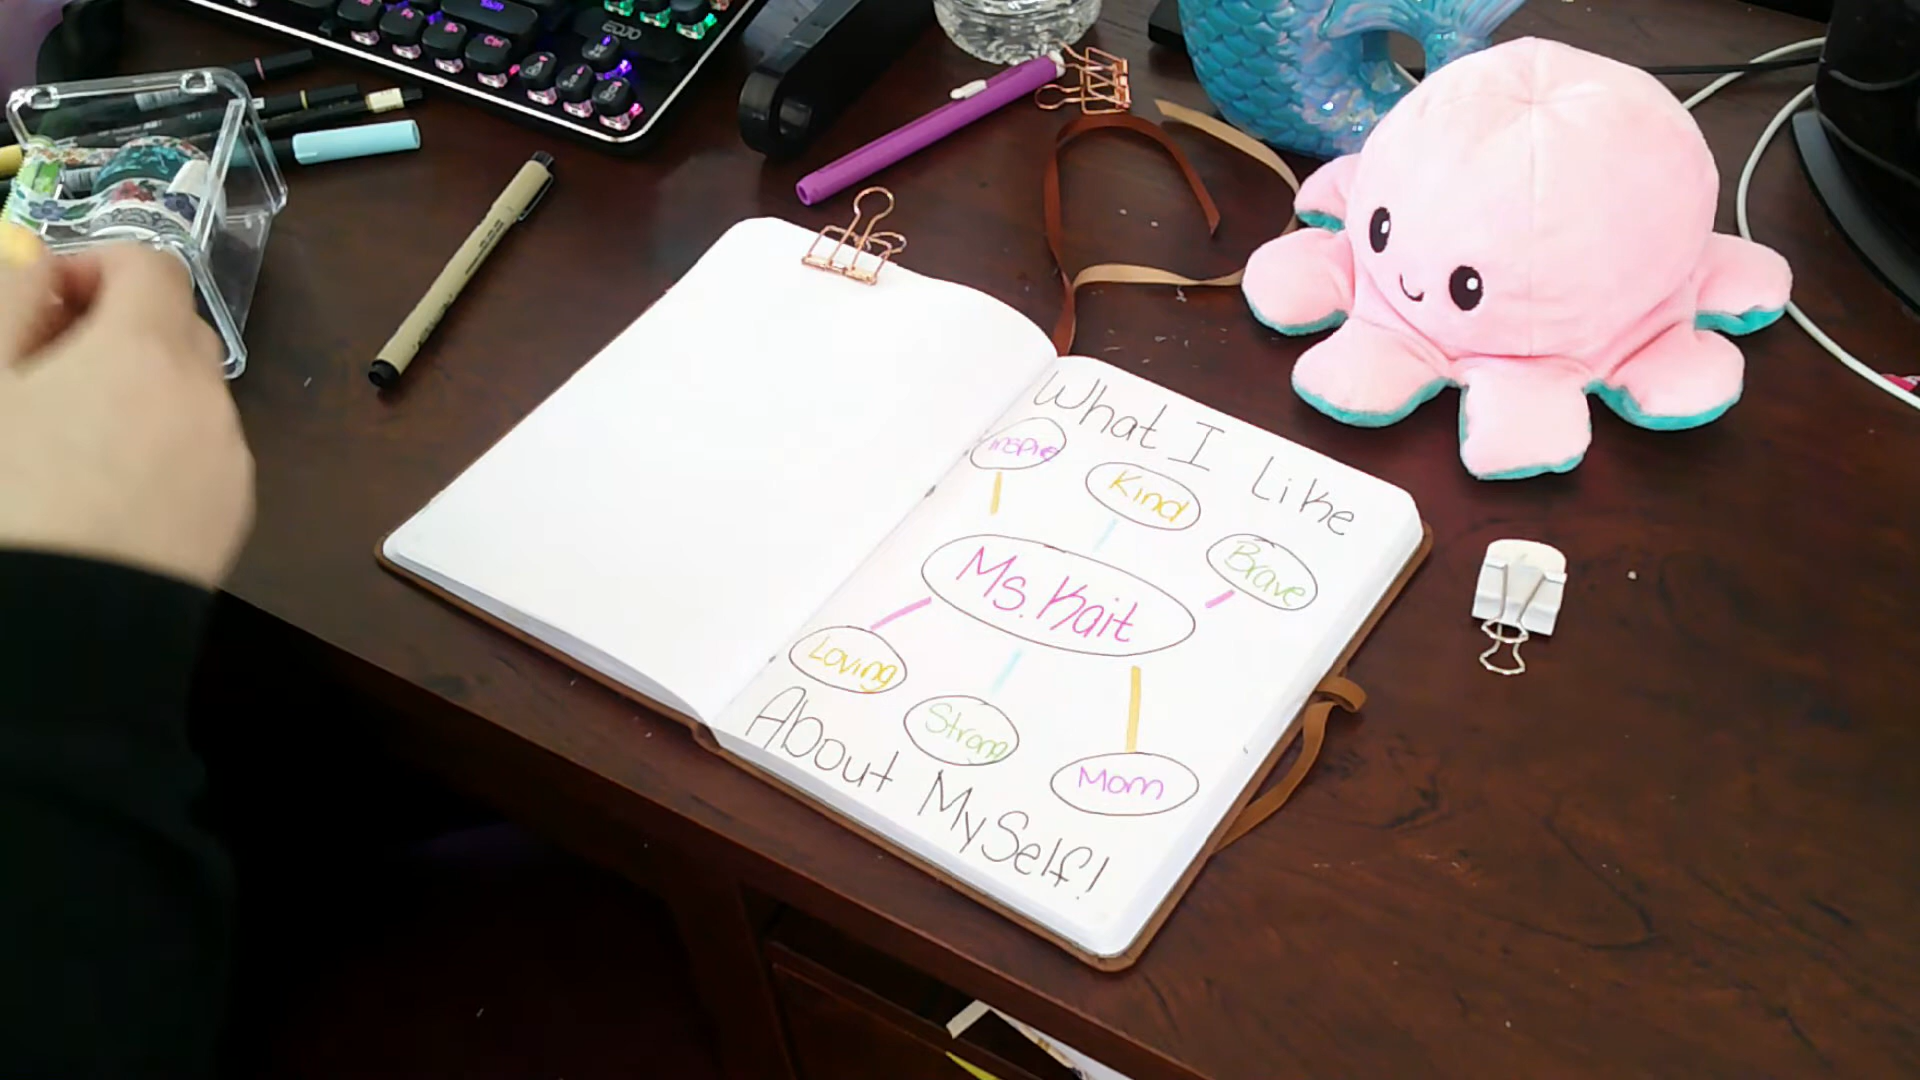 What I Like
Inspire
Kind
Brave
Ms. Kait
Loving
Strong
Mom
About MySelf!